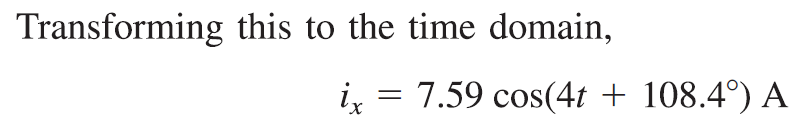 Transforming this to the time domain,
iₓ = 7.59 cos(4t + 108.4°) A